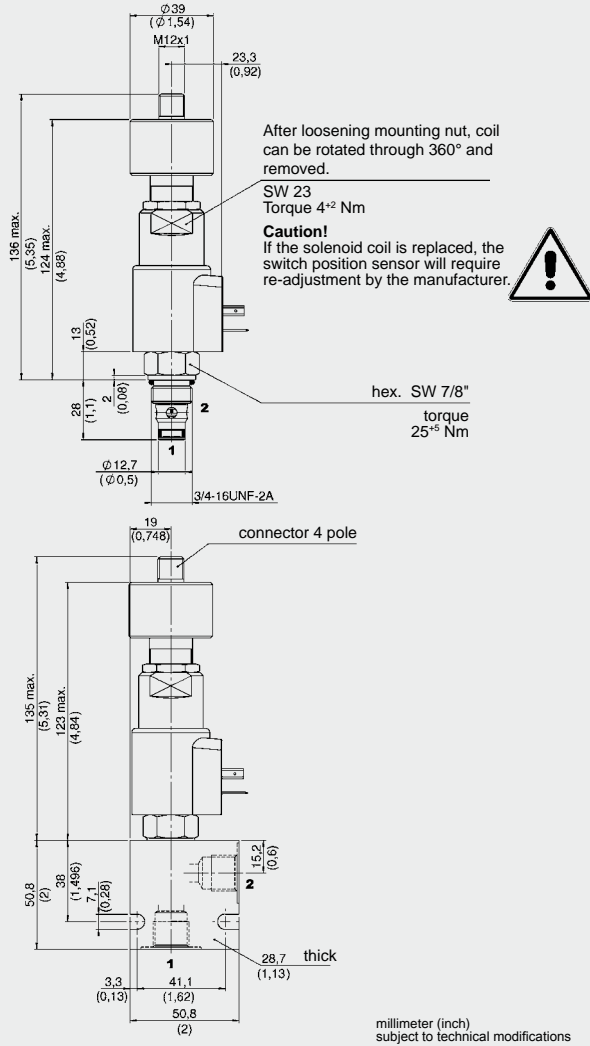 Ø39
(Ø1,54)
M12x1
23,3
(0,92)
After loosening mounting nut, coil
can be rotated through 360° and
removed.
SW 23
Torque 4⁺² Nm
Caution!
If the solenoid coil is replaced, the
switch position sensor will require
re-adjustment by the manufacturer.
136 max.
(5,35)
124 max.
(4,88)
13
(0,52)
2
(0,08)
28
(1,1)
2
1
hex. SW 7/8"
torque
25⁺⁵ Nm
Ø12,7
(Ø0,5)
3/4-16UNF-2A
19
(0,748)
connector 4 pole
135 max.
(5,31)
123 max.
(4,84)
15,2
(0,6)
2
50,8
(2)
38
(1,496)
7,1
(0,28)
1
28,7 thick
(1,13)
3,3
(0,13)
41,1
(1,62)
50,8
(2)
millimeter (inch)
subject to technical modifications